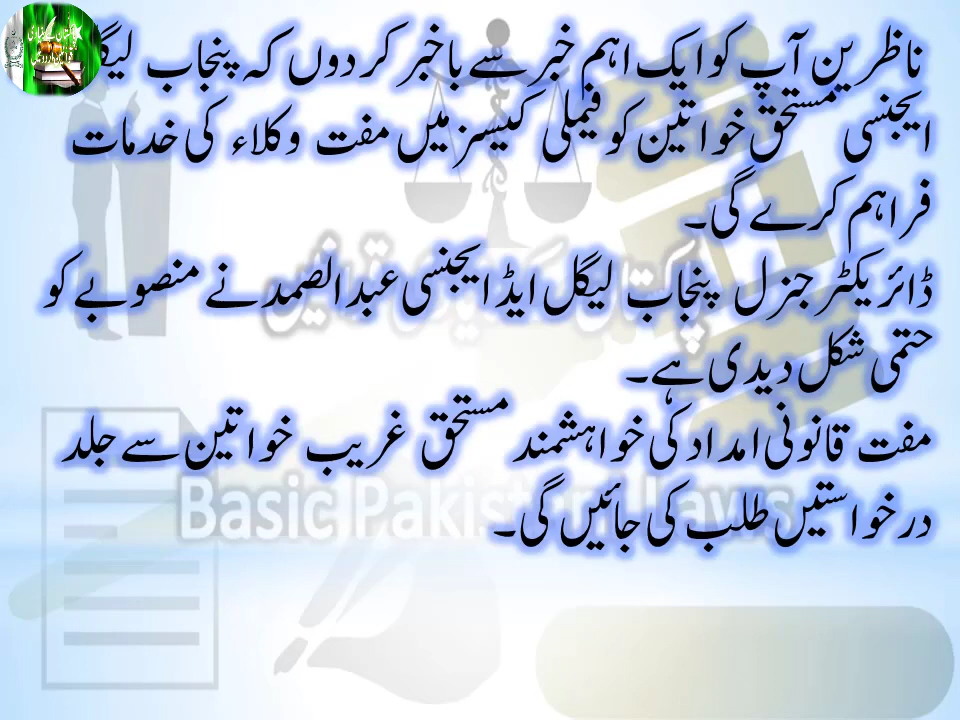 ناظرین آپ کو ایک اہم خبر سے باخبر کر دوں کہ پنجاب لیگل
ایجنسی مستحق خواتین کو فیملی کیسز میں مفت وکلاء کی خدمات
فراہم کرے گی۔
ڈائریکٹر جنرل پنجاب لیگل ایڈ ایجنسی عبدالصمد نے منصوبے کو
حتمی شکل دیدی ہے۔
مفت قانونی امداد کی خواہشمند مستحق غریب خواتین سے جلد
درخواستیں طلب کی جائیں گی۔
Basic Pakistan Laws